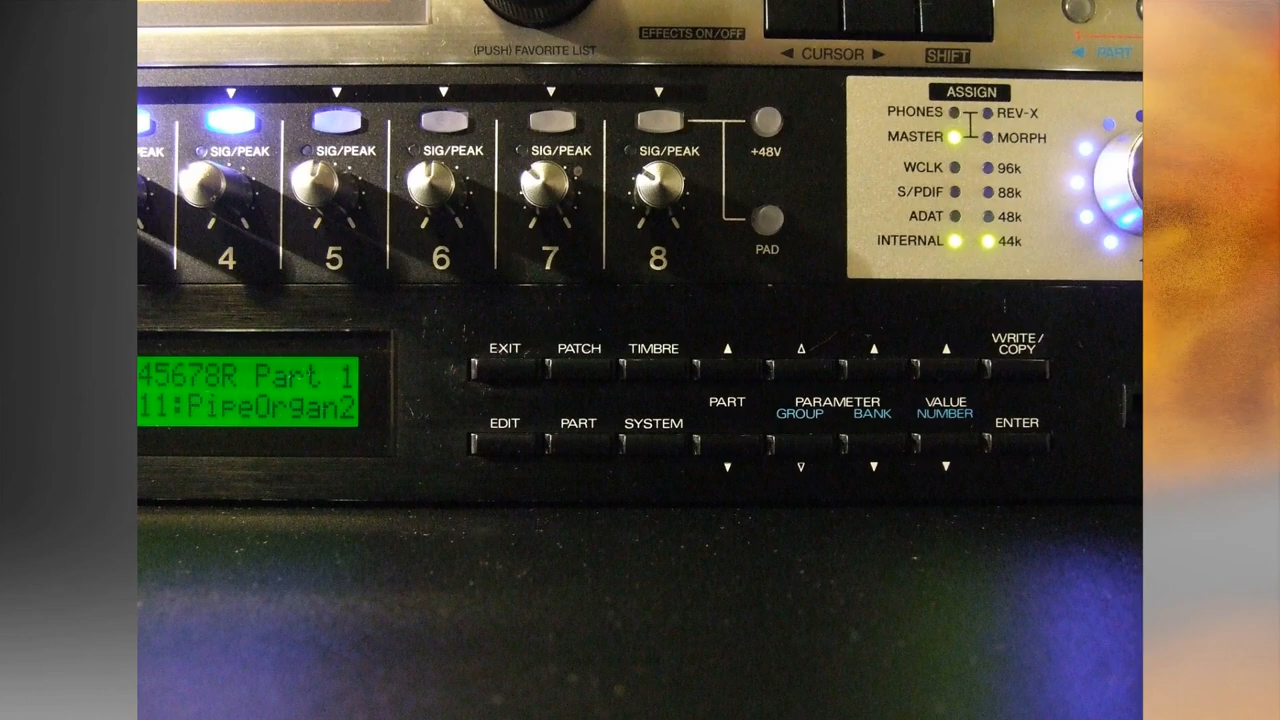 EFFECTS ON/OFF
(PUSH) FAVORITE LIST
◀ CURSOR ▶
SHIFT
◀ PART
EAK
SIG/PEAK
SIG/PEAK
SIG/PEAK
SIG/PEAK
SIG/PEAK
4
5
6
7
8
+48V
PAD
ASSIGN
PHONES
REV-X
MASTER
MORPH
WCLK
96k
S/PDIF
88k
ADAT
48k
INTERNAL
44k
45678R Part 1
11:PipeOrgan2
EXIT
PATCH
TIMBRE
WRITE/
COPY
PART
PARAMETER
VALUE
GROUP
BANK
NUMBER
EDIT
PART
SYSTEM
ENTER